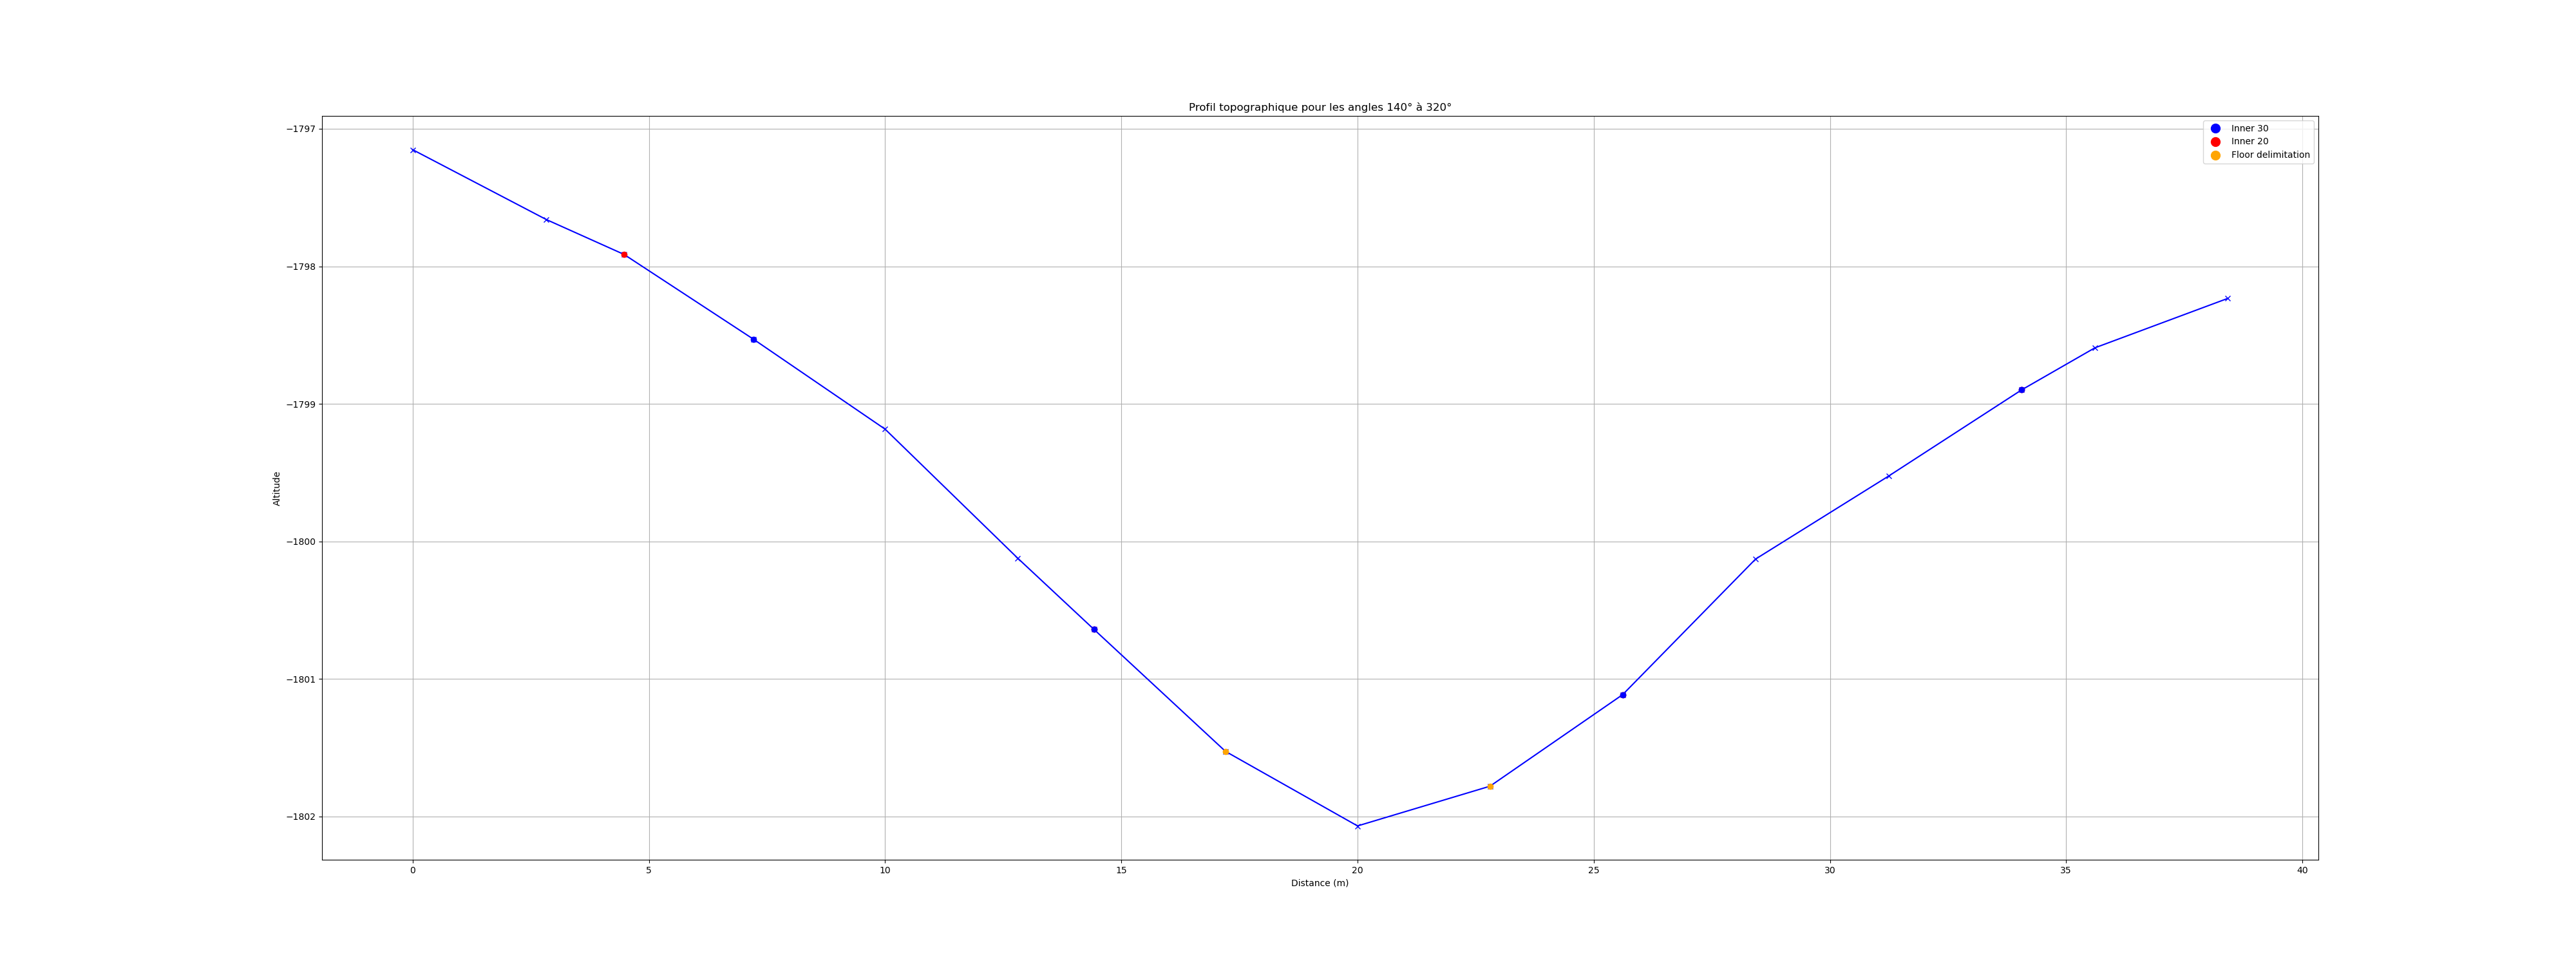 Profil topographique pour les angles 140° à 320°
Inner 30
Inner 20
Floor delimitation
−1797
−1798
−1799
−1800
−1801
−1802
Altitude
0 5 10 15 20 25 30 35 40
Distance (m)